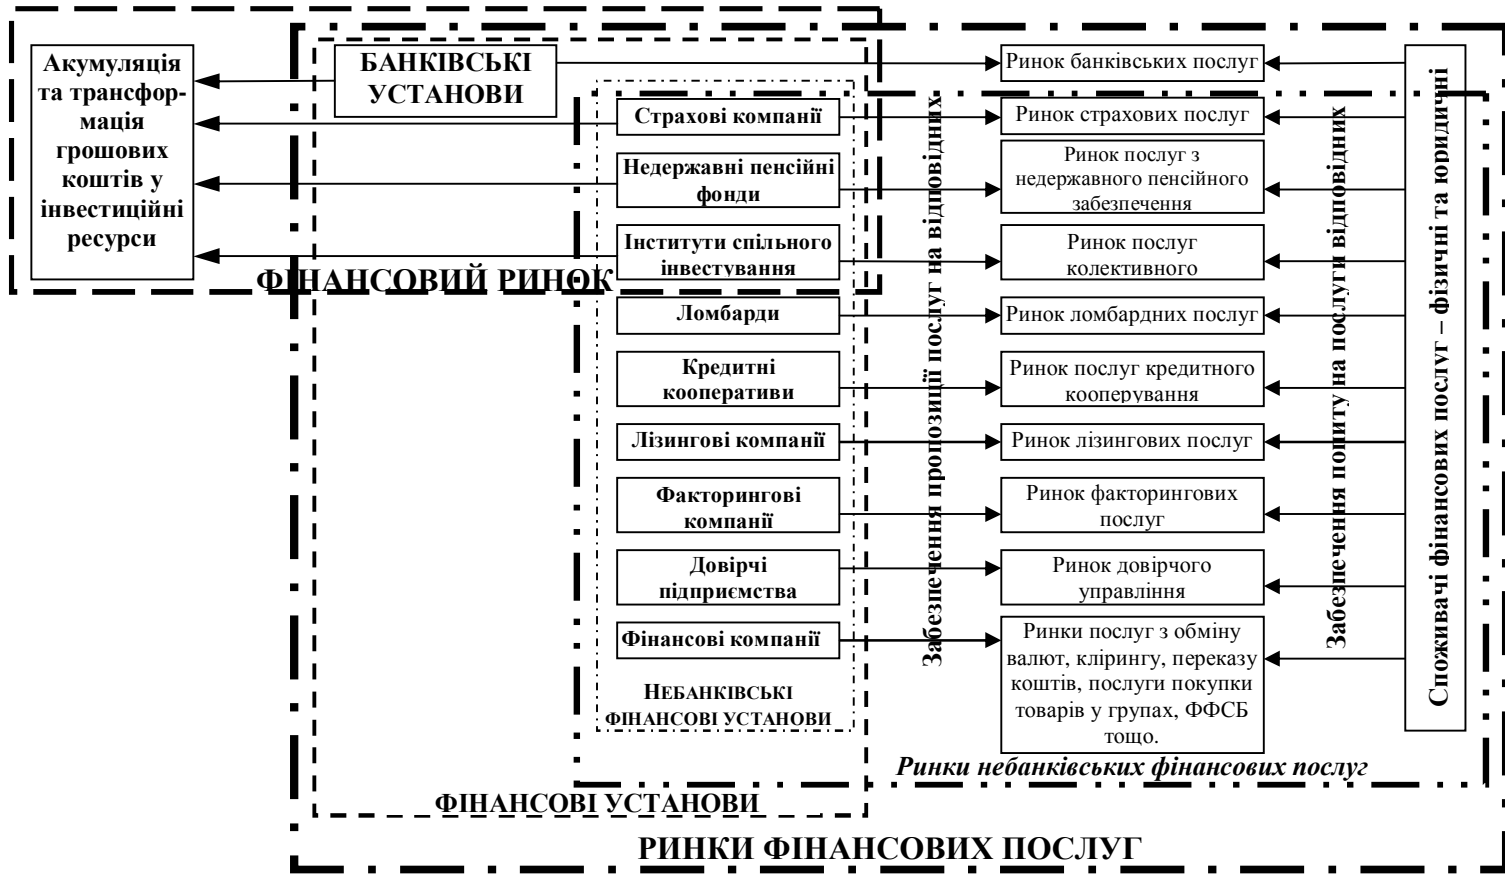 Акумуляція
та трансфор-
мація
грошових
коштів у
інвестиційні
ресурси
БАНКІВСЬКІ
УСТАНОВИ
Страхові компанії
Недержавні пенсійні
фонди
Інститути спільного
інвестування
ФІНАНСОВИЙ РИНОК
Ломбарди
Кредитні
кооперативи
Лізингові компанії
Факторингові
компанії
Довірчі
підприємства
Фінансові компанії
НЕБАНКІВСЬКІ
ФІНАНСОВІ УСТАНОВИ
Забезпечення пропозиції послуг на відповідних
Ринок банківських послуг
Ринок страхових послуг
Ринок послуг з
недержавного пенсійного
забезпечення
Ринок послуг
колективного
Ринок ломбардних послуг
Ринок послуг кредитного
кооперування
Ринок лізингових послуг
Ринок факторингових
послуг
Ринок довірчого
управління
Ринки послуг з обміну
валют, клірингу, переказу
коштів, послуги покупки
товарів у групах, ФФСБ
тощо.
Забезпечення попиту на послуги відповідних
Споживачі фінансових послуг – фізичні та юридичні
Ринки небанківських фінансових послуг
ФІНАНСОВІ УСТАНОВИ
РИНКИ ФІНАНСОВИХ ПОСЛУГ